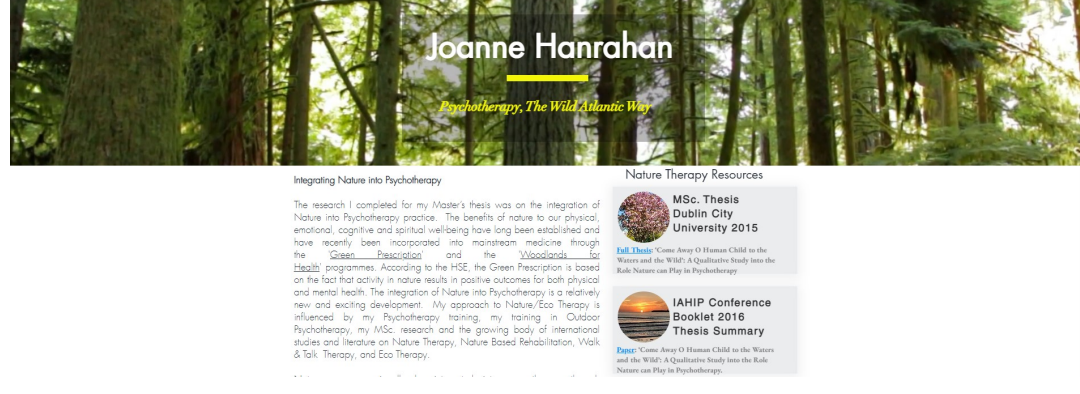 Joanne Hanrahan
Psychotherapy, The Wild Atlantic Way
Integrating Nature into Psychotherapy
The research I completed for my Master's thesis was on the integration of
Nature into Psychotherapy practice. The benefits of nature to our physical,
emotional, cognitive and spiritual well-being have long been established and
have recently been incorporated into mainstream medicine through
the 'Green Prescription' and the 'Woodlands for
Health' programmes. According to the HSE, the Green Prescription is based
on the fact that activity in nature results in positive outcomes for both physical
and mental health. The integration of Nature into Psychotherapy is a relatively
new and exciting development. My approach to Nature/Eco Therapy is
influenced by my Psychotherapy training, my training in Outdoor
Psychotherapy, my MSc. research and the growing body of international
studies and literature on Nature Therapy, Nature Based Rehabilitation, Walk
& Talk Therapy, and Eco Therapy.
Nature Therapy Resources
MSc. Thesis
Dublin City
University 2015
Full Thesis: 'Come Away O Human Child to the
Waters and the Wild': A Qualitative Study into the
Role Nature can Play in Psychotherapy
IAHIP Conference
Booklet 2016
Thesis Summary
Paper: 'Come Away O Human Child to the Waters
and the Wild': A Qualitative Study into the Role
Nature can Play in Psychotherapy.